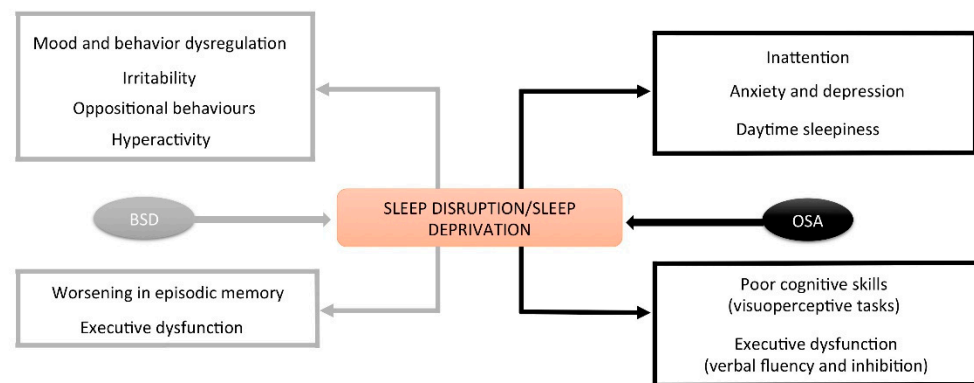 Mood and behavior dysregulation
Irritability
Oppositional behaviours
Hyperactivity
Inattention
Anxiety and depression
Daytime sleepiness
BSD
SLEEP DISRUPTION/SLEEP
DEPRIVATION
OSA
Worsening in episodic memory
Executive dysfunction
Poor cognitive skills
(visuoperceptive tasks)
Executive dysfunction
(verbal fluency and inhibition)